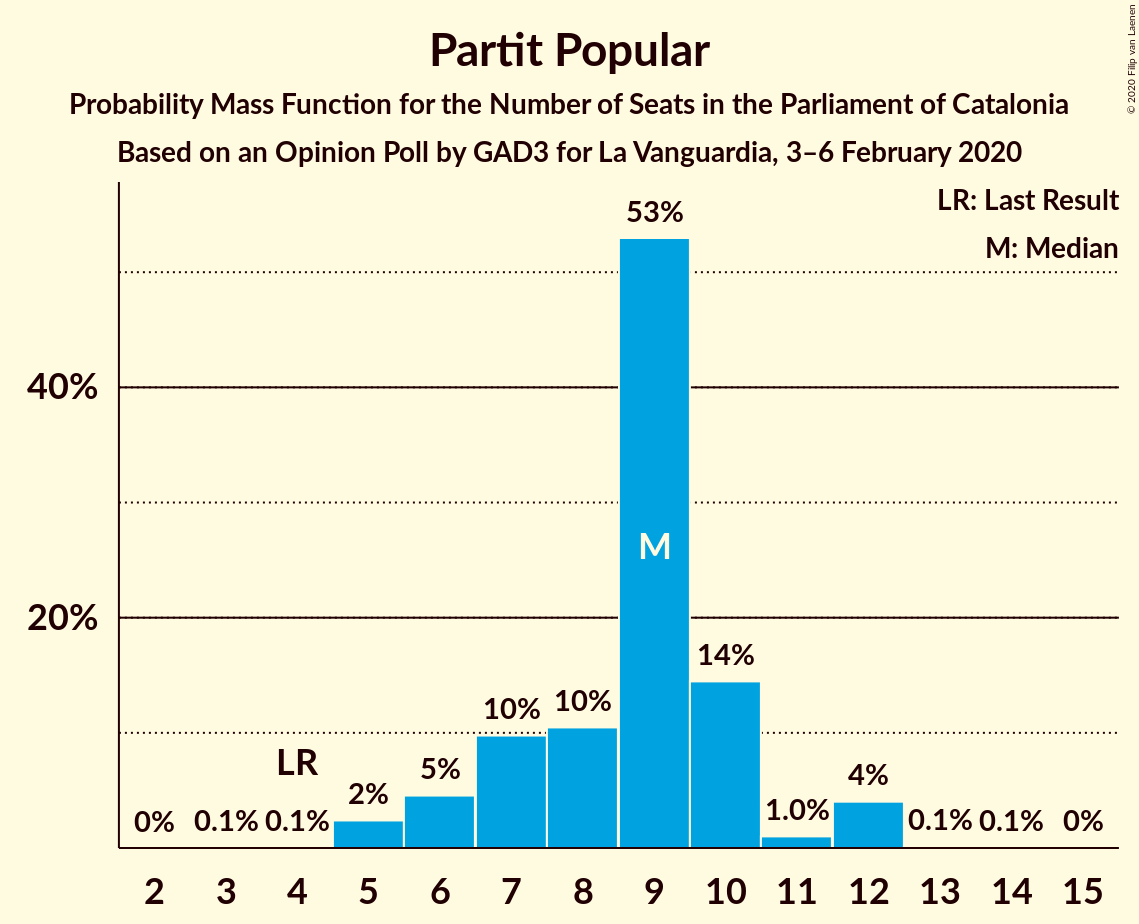 Partit Popular
Probability Mass Function for the Number of Seats in the Parliament of Catalonia
Based on an Opinion Poll by GAD3 for La Vanguardia, 3–6 February 2020
© 2020 Filip van Laenen
LR: Last Result
M: Median
53%
40%
M
20%
14%
10%
10%
LR
5%
4%
2%
1.0%
0%
0.1%
0.1%
0.1%
0.1%
0%
2 3 4 5 6 7 8 9 10 11 12 13 14 15